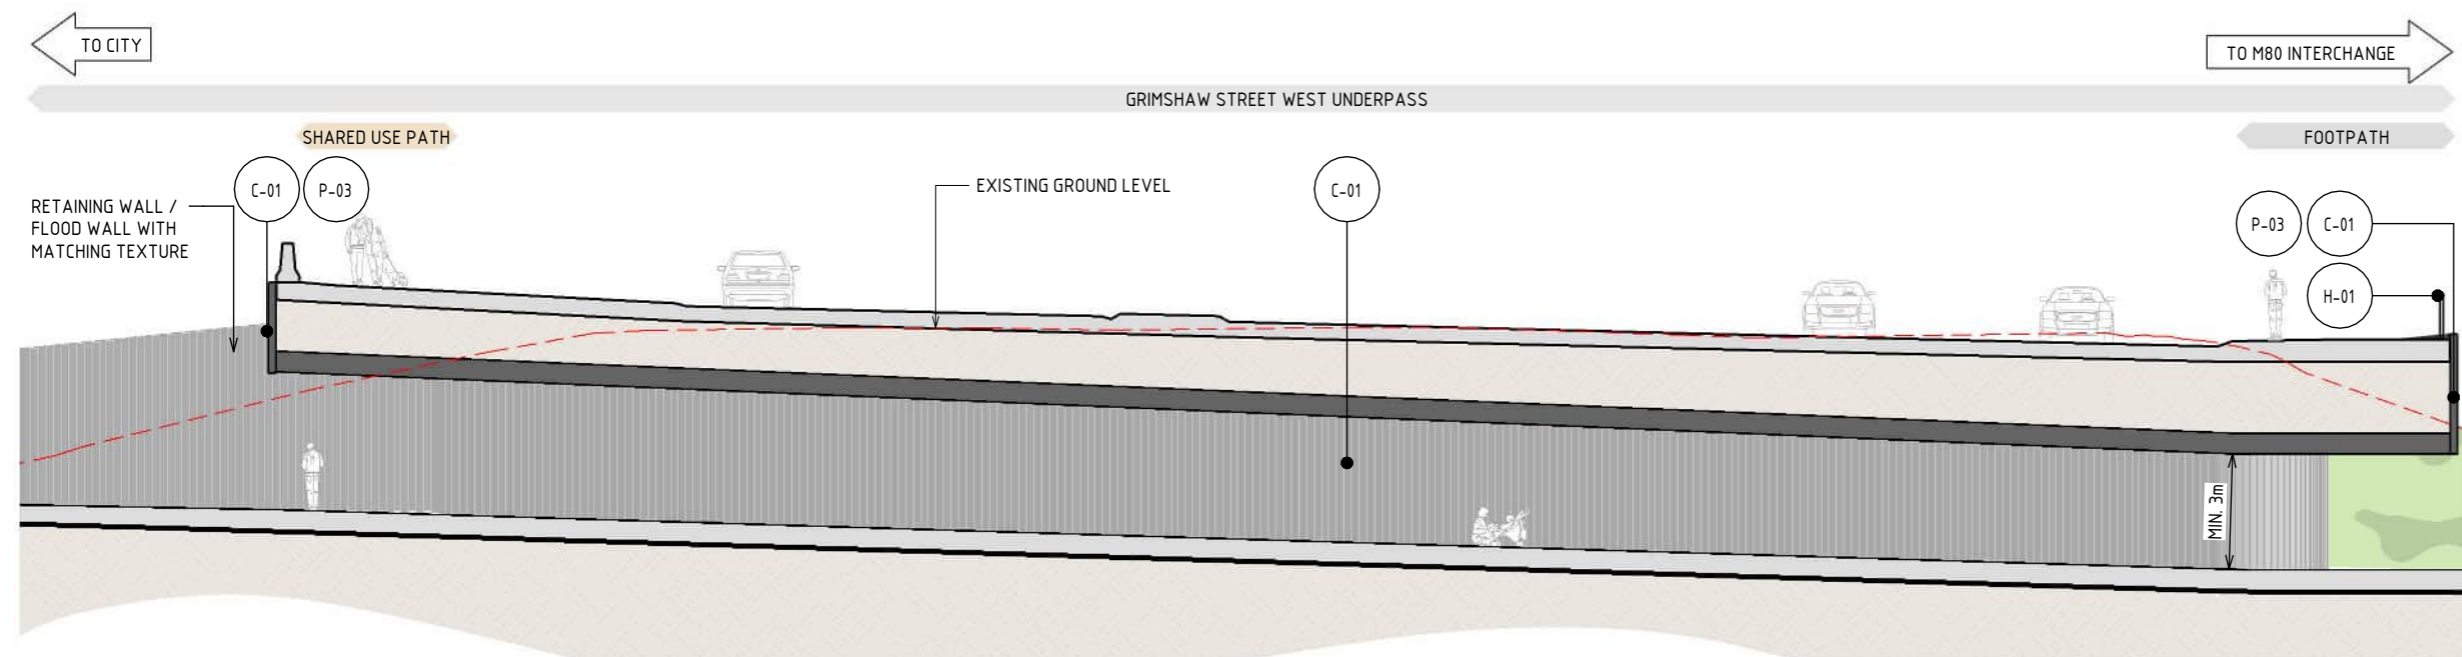 TO CITY
TO M80 INTERCHANGE
GRIMSHAW STREET WEST UNDERPASS
SHARED USE PATH
FOOTPATH
C-01
P-03
EXISTING GROUND LEVEL
C-01
RETAINING WALL /
FLOOD WALL WITH
MATCHING TEXTURE
P-03
C-01
H-01
MIN. 3m